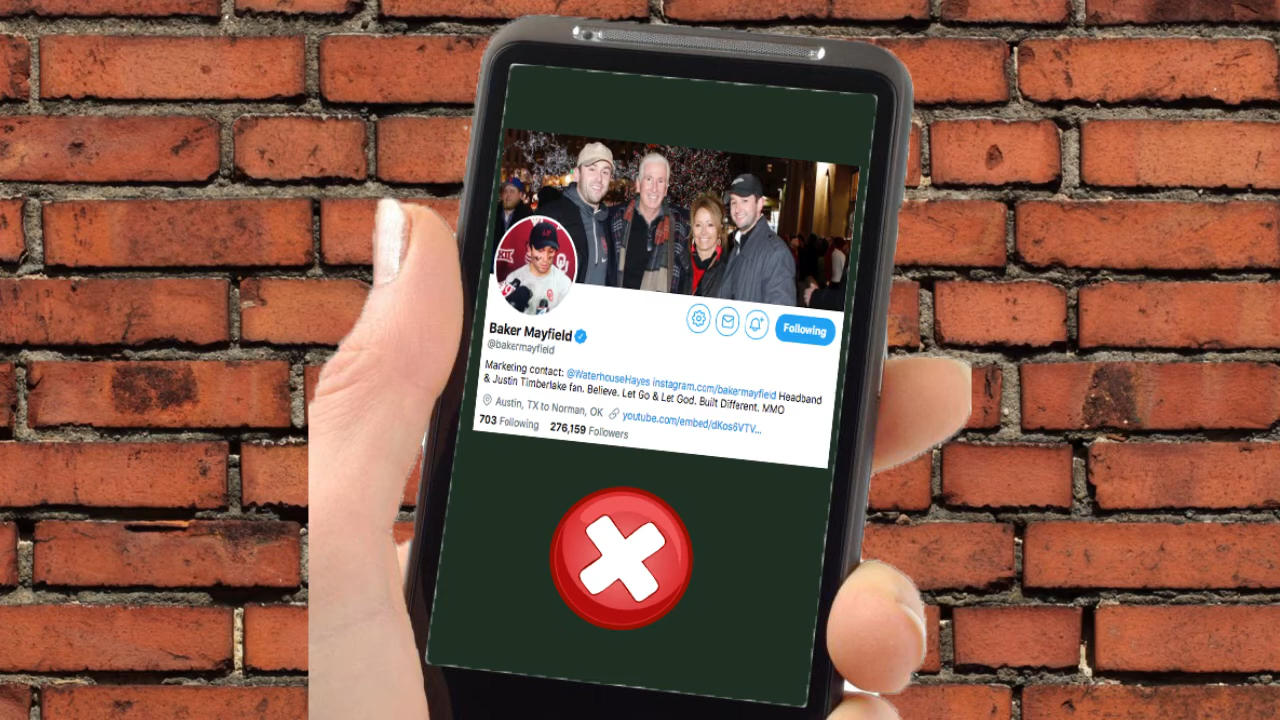 Baker Mayfield
@bakermayfield
Following
Marketing contact: @WaterhouseHayes instagram.com/bakermayfield Headband
& Justin Timberlake fan. Believe. Let Go & Let God. Built Different. MMO
Austin, TX to Norman, OK youtube.com/embed/dKos6VTV...
703 Following 276,159 Followers